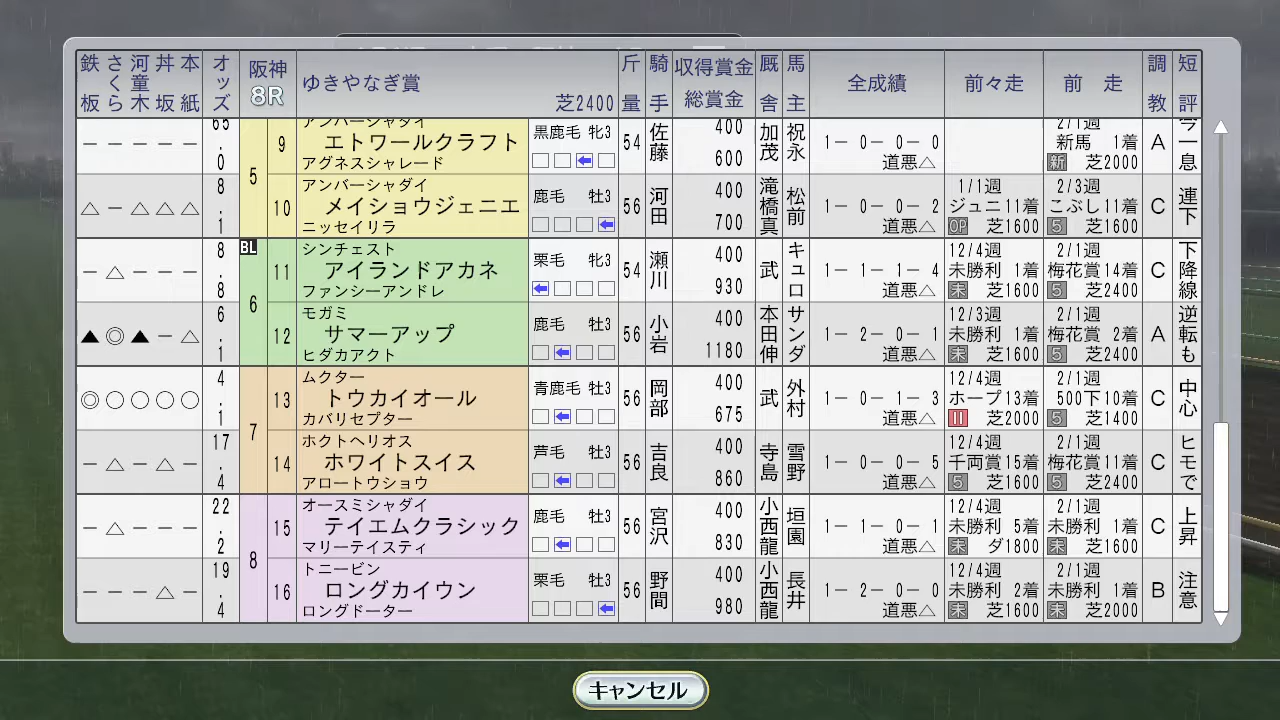 鉄板 さくら 河童木 丼坂 本紙 オッズ 阪神 8R ゆきやなぎ賞 芝2400 斤量 騎手 収得賞金 総賞金 厩舎 馬主 全成績 前々走 前走 調教 短評
－ － － － － 65.0 5 9 アンバーシャダイ 黒鹿毛 牝3 54 佐藤 400 加茂 祝永 1－ 0－ 0－ 0 2/1週 A 今一息
エトワールクラフト 新馬 1着
アグネスシャレード 600 道悪△ 新 芝2000
△ － △ △ △ 8.1 10 アンバーシャダイ 鹿毛 牡3 56 河田 400 滝橋真 松前 1－ 0－ 0－ 2 1/1週 2/3週 C 連下
メイショウジェニエ ジュニ11着 こぶし11着
ニッセイリラ 700 道悪△ OP 芝1600 5 芝1600
－ △ － － － 8.8 BL 6 11 シンチェスト 栗毛 牝3 54 瀬川 400 武 キュロ 1－ 1－ 1－ 4 12/4週 2/1週 C 下降線
アイランドアカネ 未勝利 1着 梅花賞14着
ファンシーアンドレ 930 道悪△ 未 芝1600 5 芝2400
▲ ◎ ▲ － △ 6.1 12 モガミ 鹿毛 牡3 56 小岩 400 本田伸 サンダ 1－ 2－ 0－ 1 12/3週 2/1週 A 逆転も
サマーアップ 未勝利 1着 梅花賞 2着
ヒダカアクト 1180 道悪△ 未 芝1600 5 芝2400
◎ ○ ○ ○ ○ 4.1 7 13 ムクター 青鹿毛 牡3 56 岡部 400 武 外村 1－ 0－ 1－ 3 12/4週 2/1週 C 中心
トウカイオール ホープ13着 500下10着
カバリセプター 675 道悪△ II 芝2000 5 芝1400
－ △ － △ － 17.4 14 ホクトヘリオス 芦毛 牡3 56 吉良 400 寺島 雪野 1－ 0－ 0－ 5 12/4週 2/1週 C ヒモで
ホワイトスイス 千両賞15着 梅花賞11着
アロートウショウ 860 道悪△ 5 芝1600 5 芝2400
－ △ － － － 22.2 8 15 オースミシャダイ 鹿毛 牡3 56 宮沢 400 小西龍 垣園 1－ 1－ 0－ 1 12/4週 2/1週 C 上昇
テイエムクラシック 未勝利 5着 未勝利 1着
マリーテイスティ 830 道悪△ 未 ダ1800 未 芝1600
－ － － △ － 19.4 16 トニービン 栗毛 牡3 56 野間 400 小西龍 長井 1－ 2－ 0－ 0 12/4週 2/1週 B 注意
ロングカイウン 未勝利 2着 未勝利 1着
ロングドーター 980 道悪△ 未 芝1600 未 芝2000
キャンセル